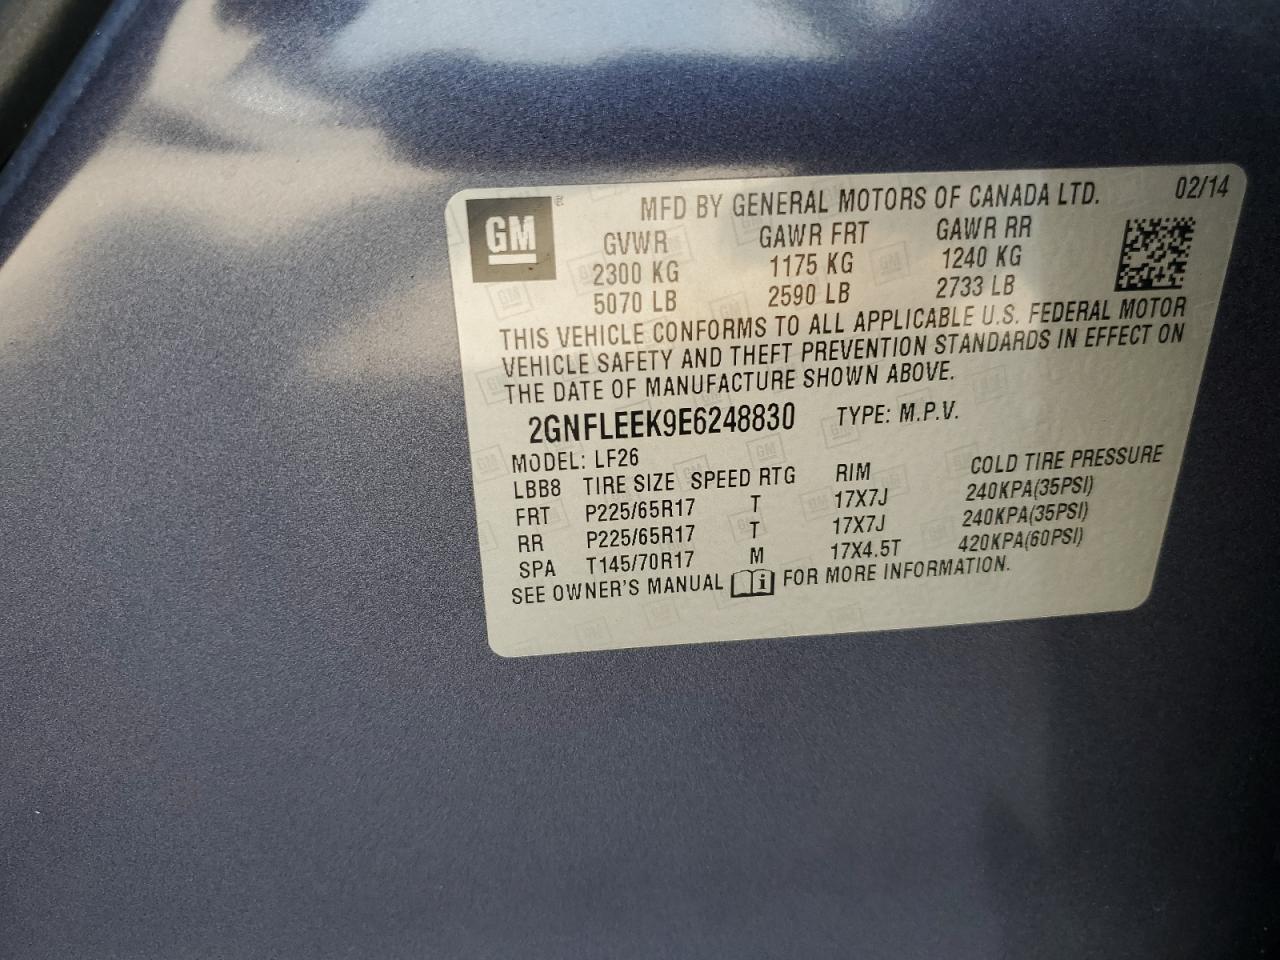 GM ® MFD BY GENERAL MOTORS OF CANADA LTD. 02/14
GVWR GAWR FRT GAWR RR
2300 KG 1175 KG 1240 KG
5070 LB 2590 LB 2733 LB
THIS VEHICLE CONFORMS TO ALL APPLICABLE U.S. FEDERAL MOTOR
VEHICLE SAFETY AND THEFT PREVENTION STANDARDS IN EFFECT ON
THE DATE OF MANUFACTURE SHOWN ABOVE.
2GNFLEEK9E6248830 TYPE: M.P.V.
MODEL: LF26
LBB8 TIRE SIZE SPEED RTG RIM COLD TIRE PRESSURE
FRT P225/65R17 T 17X7J 240KPA(35PSI)
RR P225/65R17 T 17X7J 240KPA(35PSI)
SPA T145/70R17 M 17X4.5T 420KPA(60PSI)
SEE OWNER'S MANUAL i FOR MORE INFORMATION.